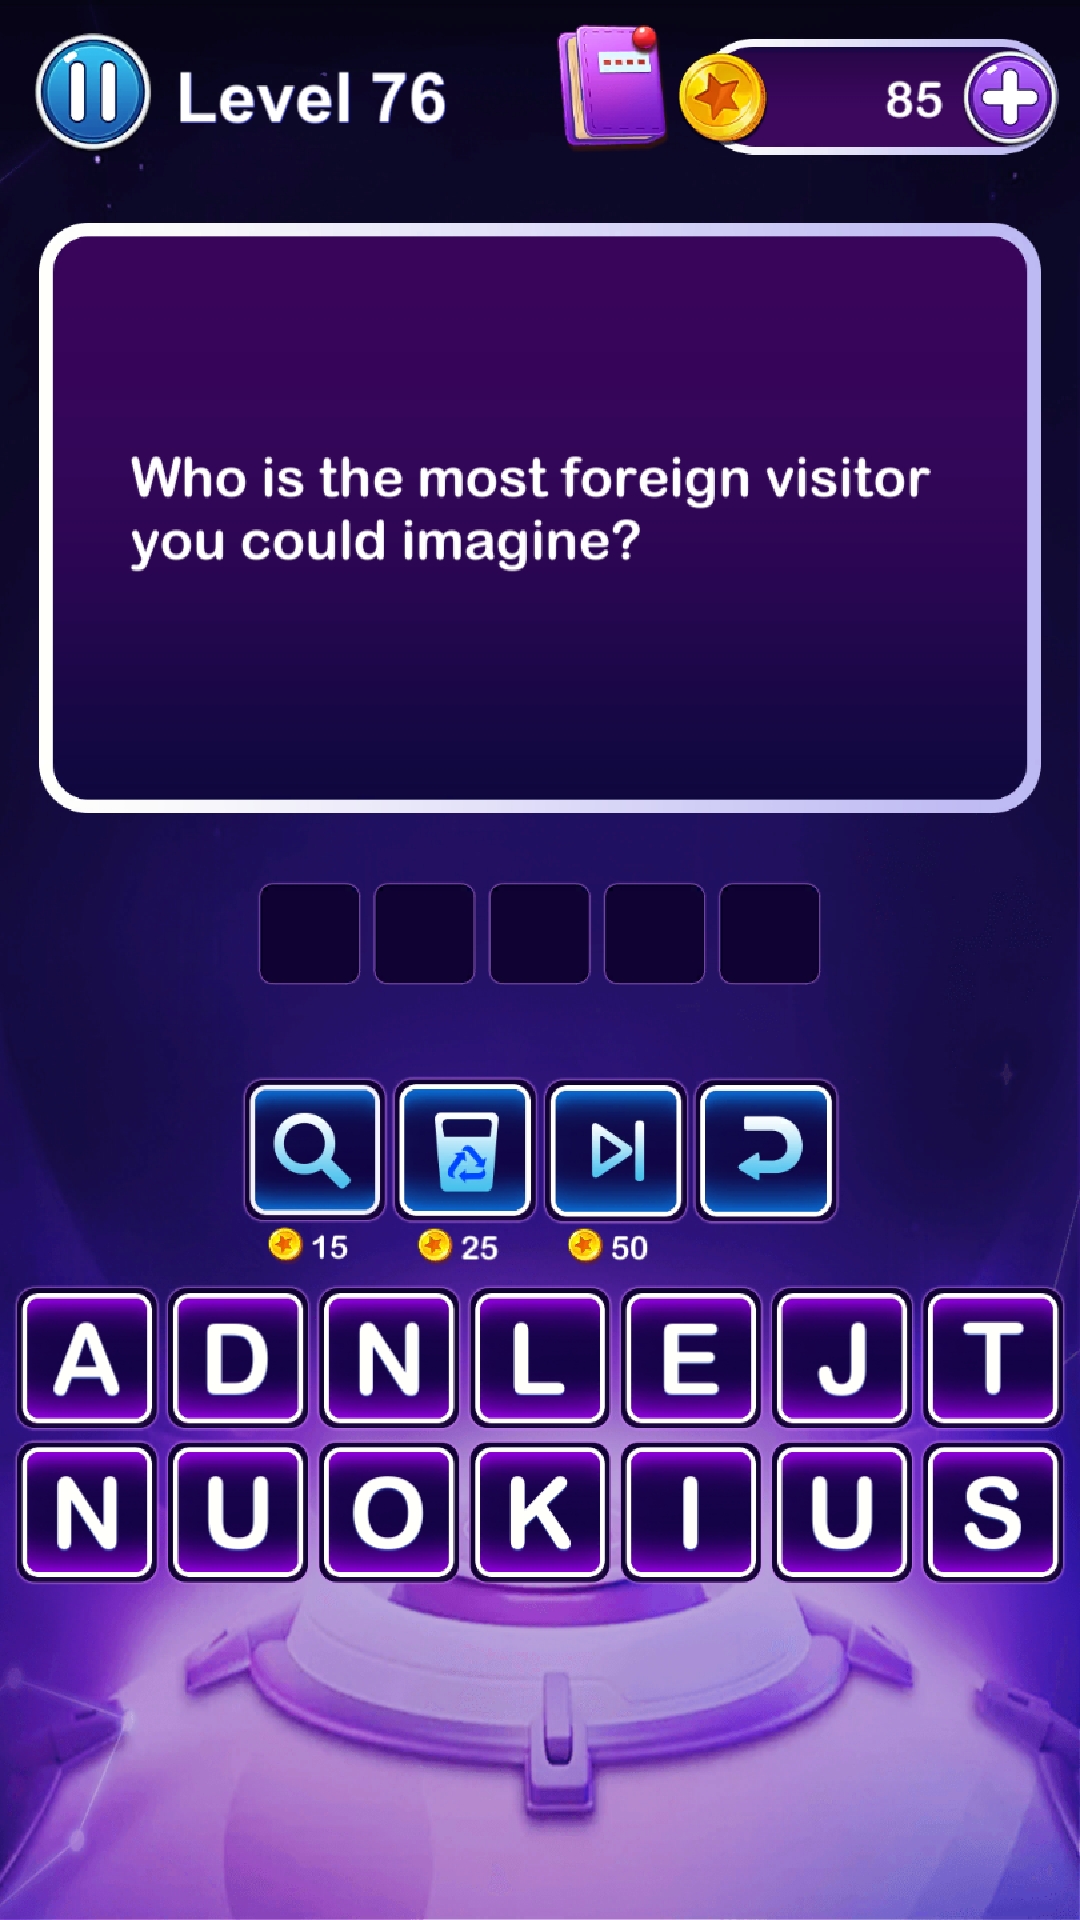 Level 76
85
Who is the most foreign visitor
you could imagine?
15 25 50
A D N L E J T
N U O K I U S